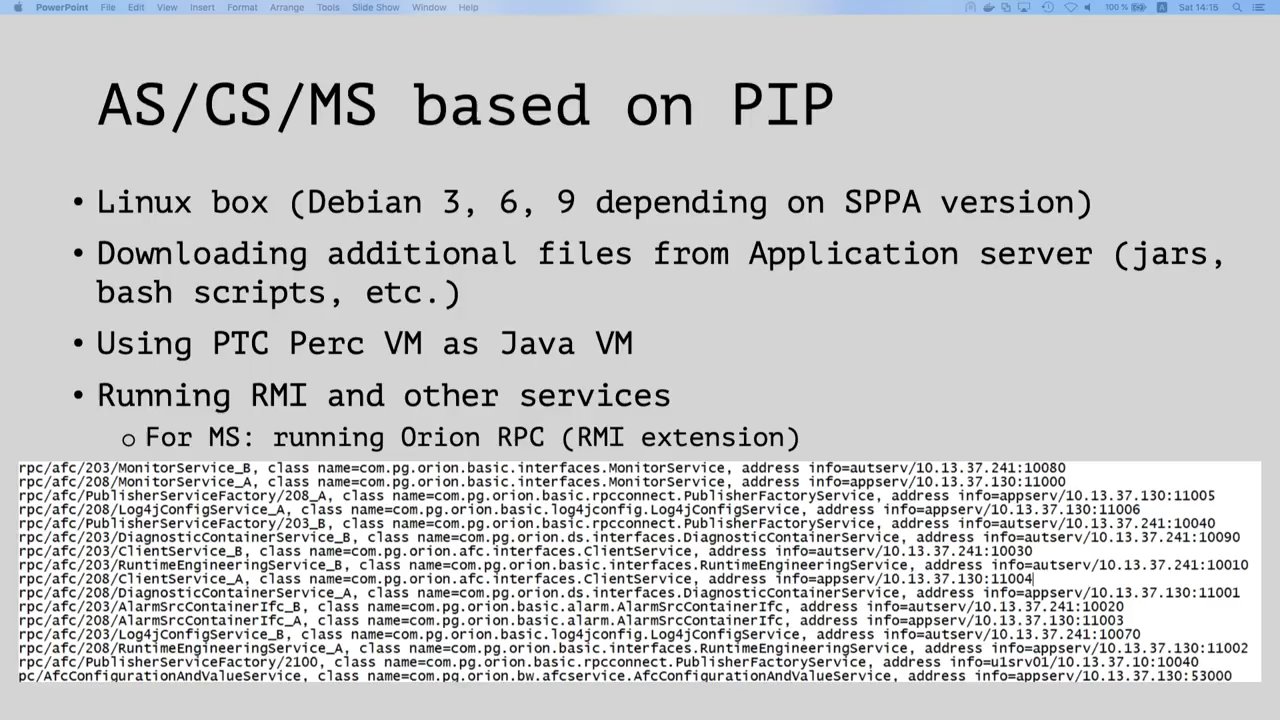 PowerPoint File Edit View Insert Format Arrange Tools Slide Show Window Help 100 % A Sat 14:15
AS/CS/MS based on PIP
• Linux box (Debian 3, 6, 9 depending on SPPA version)
• Downloading additional files from Application server (jars,
bash scripts, etc.)
• Using PTC Perc VM as Java VM
• Running RMI and other services
o For MS: running Orion RPC (RMI extension)
rpc/afc/203/MonitorService_B, class name=com.pg.orion.basic.interfaces.MonitorService, address info=autserv/10.13.37.241:10080
rpc/afc/208/MonitorService_A, class name=com.pg.orion.basic.interfaces.MonitorService, address info=appserv/10.13.37.130:11000
rpc/afc/PublisherServiceFactory/208_A, class name=com.pg.orion.basic.rpcconnect.PublisherFactoryService, address info=appserv/10.13.37.130:11005
rpc/afc/208/Log4jConfigService_A, class name=com.pg.orion.basic.log4jconfig.Log4jConfigService, address info=appserv/10.13.37.130:11006
rpc/afc/PublisherServiceFactory/203_B, class name=com.pg.orion.basic.rpcconnect.PublisherFactoryService, address info=autserv/10.13.37.241:10040
rpc/afc/203/DiagnosticContainerService_B, class name=com.pg.orion.ds.interfaces.DiagnosticContainerService, address info=autserv/10.13.37.241:10090
rpc/afc/203/ClientService_B, class name=com.pg.orion.afc.interfaces.ClientService, address info=autserv/10.13.37.241:10030
rpc/afc/203/RuntimeEngineeringService_B, class name=com.pg.orion.basic.interfaces.RuntimeEngineeringService, address info=autserv/10.13.37.241:10010
rpc/afc/208/ClientService_A, class name=com.pg.orion.afc.interfaces.ClientService, address info=appserv/10.13.37.130:11004
rpc/afc/208/DiagnosticContainerService_A, class name=com.pg.orion.ds.interfaces.DiagnosticContainerService, address info=appserv/10.13.37.130:11001
rpc/afc/203/AlarmSrcContainerIfc_B, class name=com.pg.orion.basic.alarm.AlarmSrcContainerIfc, address info=autserv/10.13.37.241:10020
rpc/afc/208/AlarmSrcContainerIfc_A, class name=com.pg.orion.basic.alarm.AlarmSrcContainerIfc, address info=appserv/10.13.37.130:11003
rpc/afc/203/Log4jConfigService_B, class name=com.pg.orion.basic.log4jconfig.Log4jConfigService, address info=autserv/10.13.37.241:10070
rpc/afc/208/RuntimeEngineeringService_A, class name=com.pg.orion.basic.interfaces.RuntimeEngineeringService, address info=appserv/10.13.37.130:11002
rpc/afc/PublisherServiceFactory/2100, class name=com.pg.orion.basic.rpcconnect.PublisherFactoryService, address info=u1srv01/10.13.37.10:10040
pc/AfcConfigurationAndValueService, class name=com.pg.orion.bw.afcservice.AfcConfigurationAndValueService, address info=appserv/10.13.37.130:53000